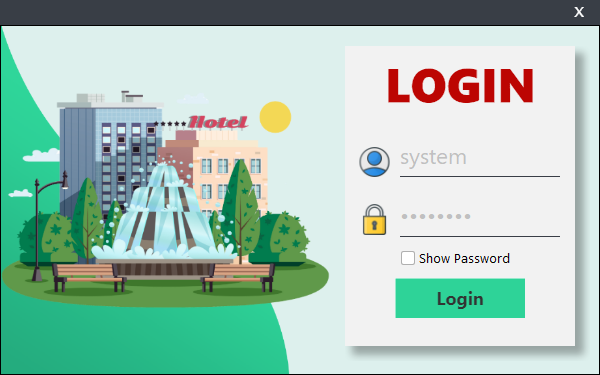 X
LOGIN
★★★★★Hotel
system
••••••••
Show Password
Login